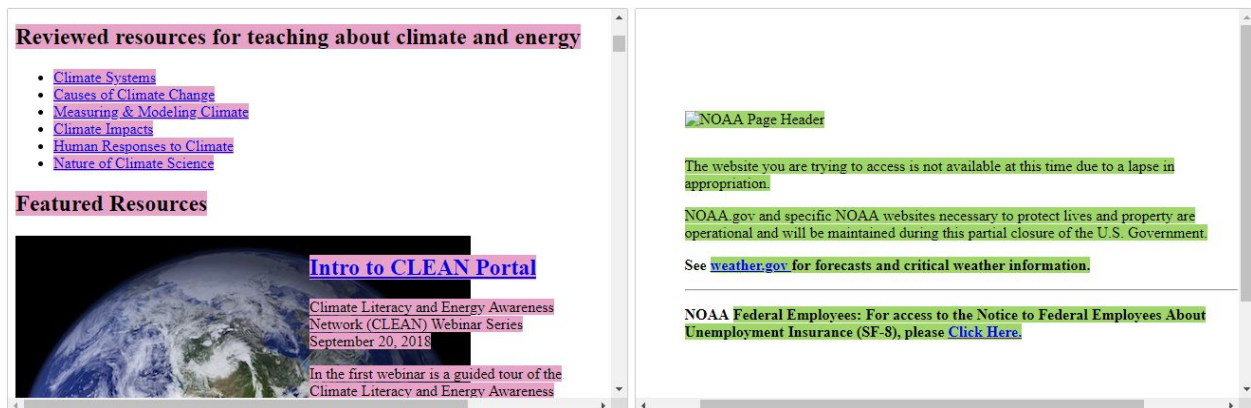 Reviewed resources for teaching about climate and energy
Climate Systems
Causes of Climate Change
Measuring & Modeling Climate
Climate Impacts
Human Responses to Climate
Nature of Climate Science
Featured Resources
Intro to CLEAN Portal
Climate Literacy and Energy Awareness
Network (CLEAN) Webinar Series
September 20, 2018
In the first webinar is a guided tour of the
Climate Literacy and Energy Awareness
NOAA Page Header
The website you are trying to access is not available at this time due to a lapse in
appropriation.
NOAA.gov and specific NOAA websites necessary to protect lives and property are
operational and will be maintained during this partial closure of the U.S. Government.
See weather.gov for forecasts and critical weather information.
NOAA Federal Employees: For access to the Notice to Federal Employees About
Unemployment Insurance (SF-8), please Click Here.